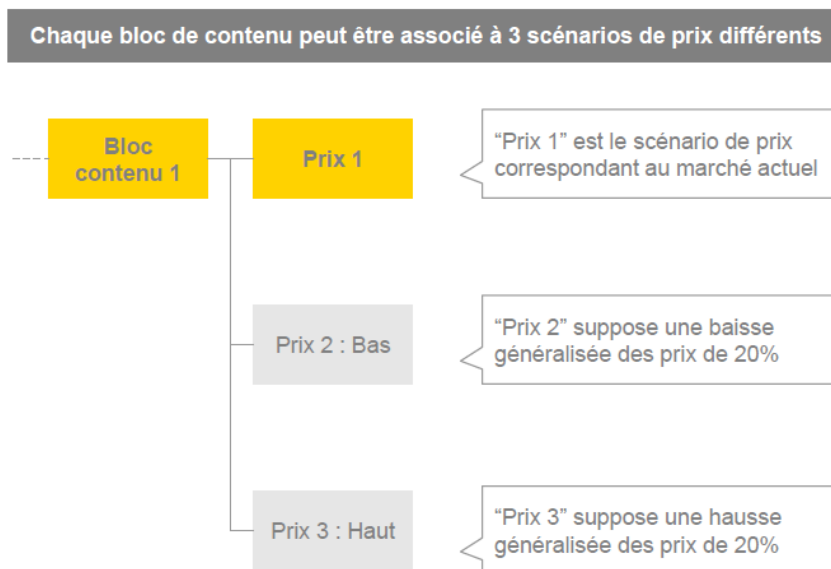 Chaque bloc de contenu peut être associé à 3 scénarios de prix différents
Bloc
contenu 1
Prix 1
“Prix 1” est le scénario de prix
correspondant au marché actuel
Prix 2 : Bas
“Prix 2” suppose une baisse
généralisée des prix de 20%
Prix 3 : Haut
“Prix 3” suppose une hausse
généralisée des prix de 20%